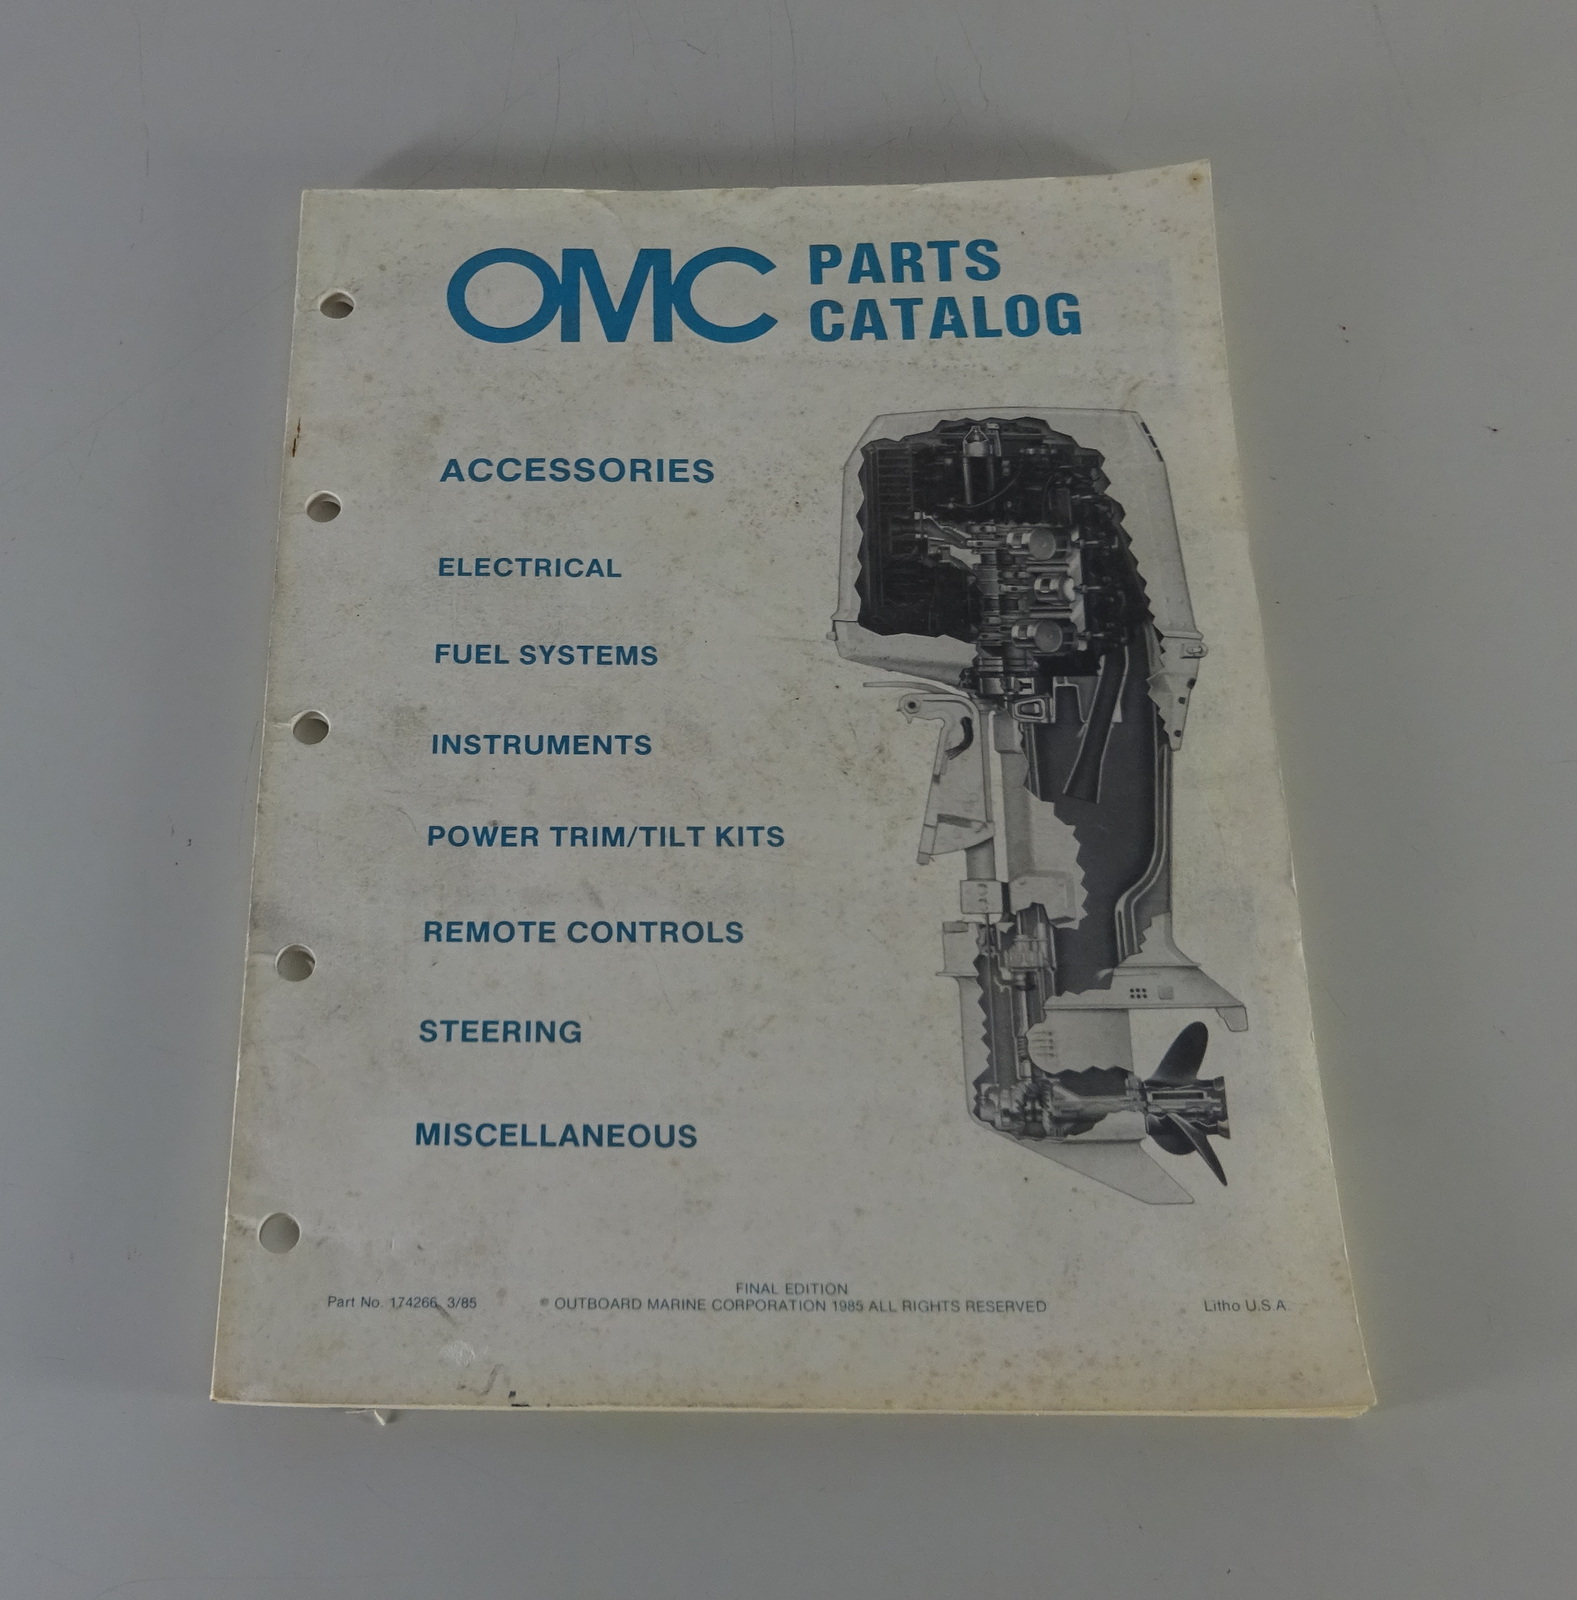 OMC PARTS
CATALOG
ACCESSORIES
ELECTRICAL
FUEL SYSTEMS
INSTRUMENTS
POWER TRIM/TILT KITS
REMOTE CONTROLS
STEERING
MISCELLANEOUS
FINAL EDITION
Part No. 174266 3/85 © OUTBOARD MARINE CORPORATION 1985 ALL RIGHTS RESERVED Litho U.S.A.